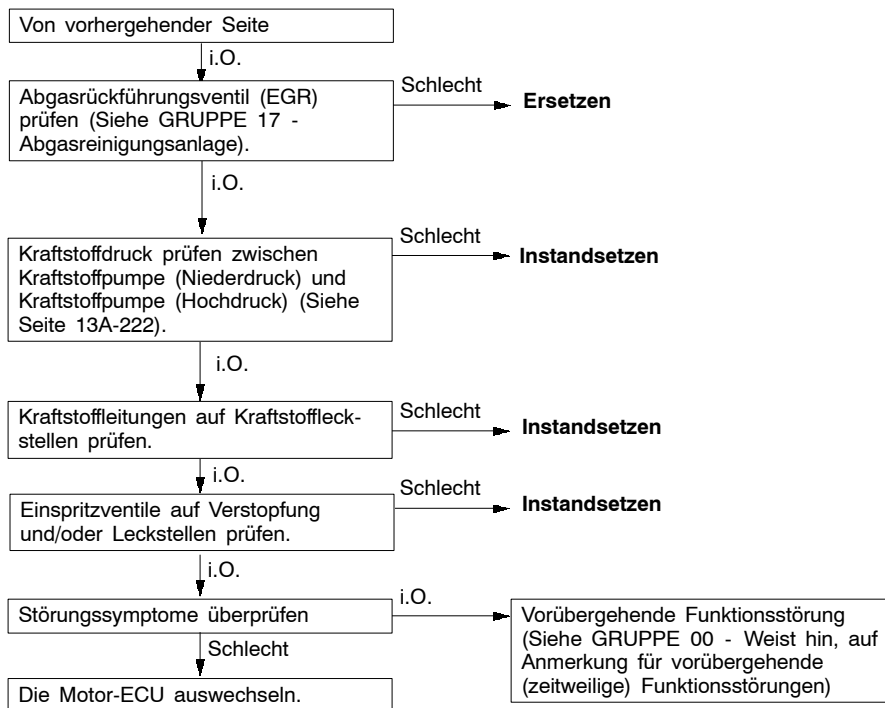 Von vorhergehender Seite
i.O.
Abgasrückführungsventil (EGR)
prüfen (Siehe GRUPPE 17 -
Abgasreinigungsanlage).
Schlecht
Ersetzen
i.O.
Kraftstoffdruck prüfen zwischen
Kraftstoffpumpe (Niederdruck) und
Kraftstoffpumpe (Hochdruck) (Siehe
Seite 13A-222).
Schlecht
Instandsetzen
i.O.
Kraftstoffleitungen auf Kraftstoffleck-
stellen prüfen.
Schlecht
Instandsetzen
i.O.
Einspritzventile auf Verstopfung
und/oder Leckstellen prüfen.
Schlecht
Instandsetzen
i.O.
Störungssymptome überprüfen
i.O.
Vorübergehende Funktionsstörung
(Siehe GRUPPE 00 - Weist hin, auf
Anmerkung für vorübergehende
(zeitweilige) Funktionsstörungen)
Schlecht
Die Motor-ECU auswechseln.